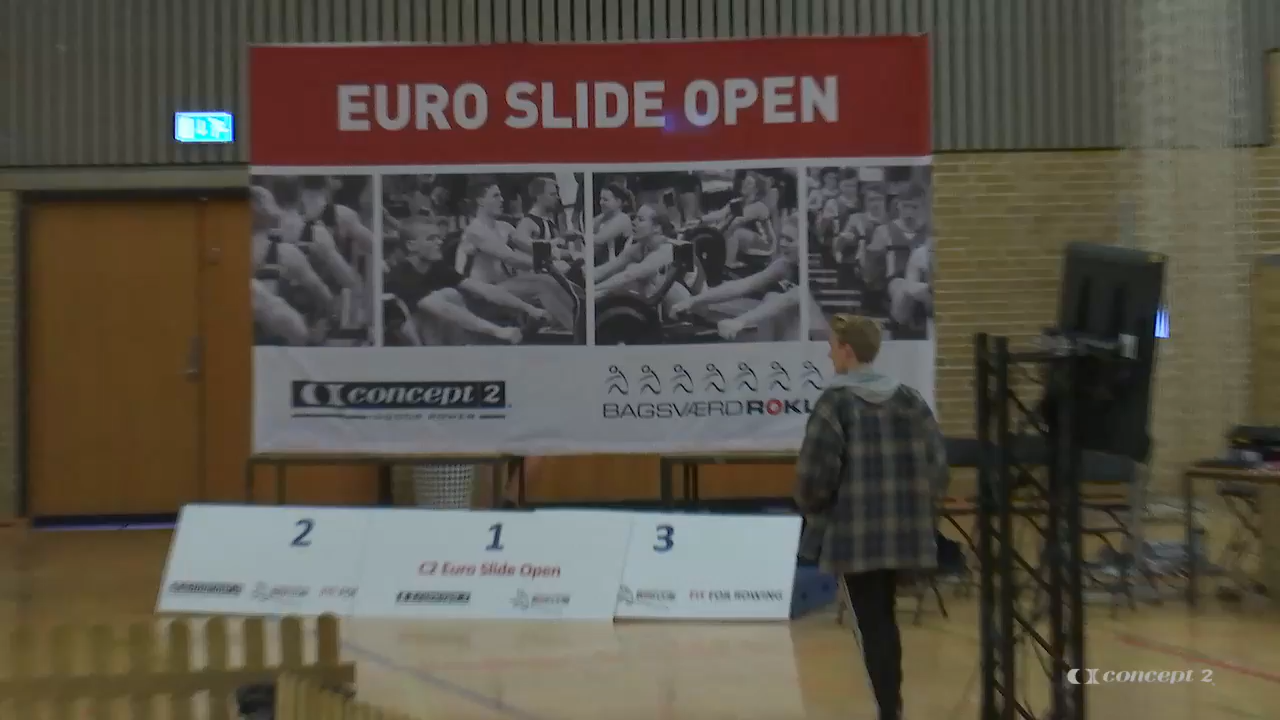 EURO SLIDE OPEN
concept 2
BAGSVÆRD ROKL
2
1
3
C2 Euro Slide Open
FIT FOR ROWING
concept 2